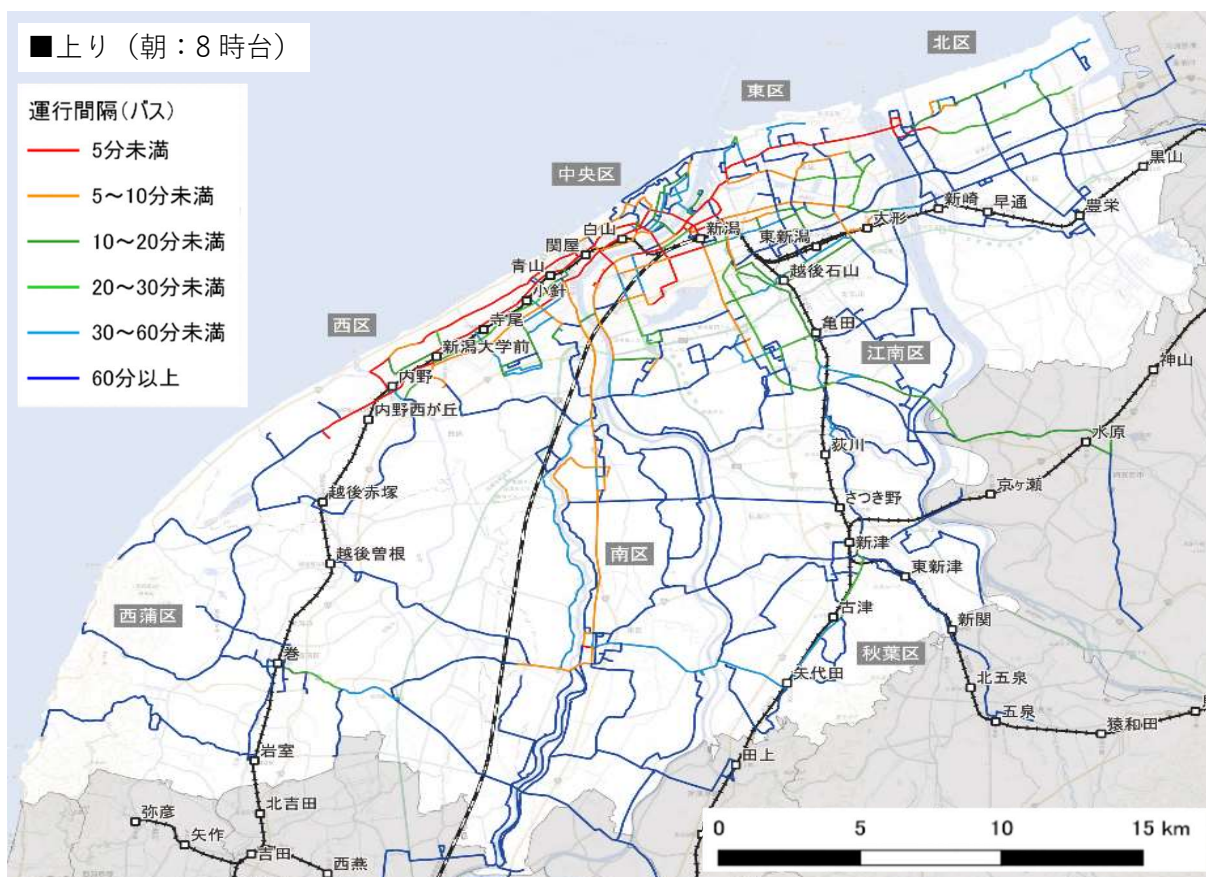 ■上り（朝：8時台）
運行間隔(バス)
5分未満
5～10分未満
10～20分未満
20～30分未満
30～60分未満
60分以上
北区
東区
中央区
西区
江南区
南区
西蒲区
秋葉区
黒山
豊栄
早通
新崎
大形
東新潟
新潟
白山
関屋
青山
小針
寺尾
新潟大学前
内野
内野西が丘
越後石山
亀田
神山
水原
京ヶ瀬
荻川
さつき野
新津
東新津
新関
古津
越後赤塚
越後曽根
巻
矢代田
北五泉
五泉
猿和田
田上
岩室
北吉田
弥彦
矢作
吉田
西燕
0 5 10 15 km